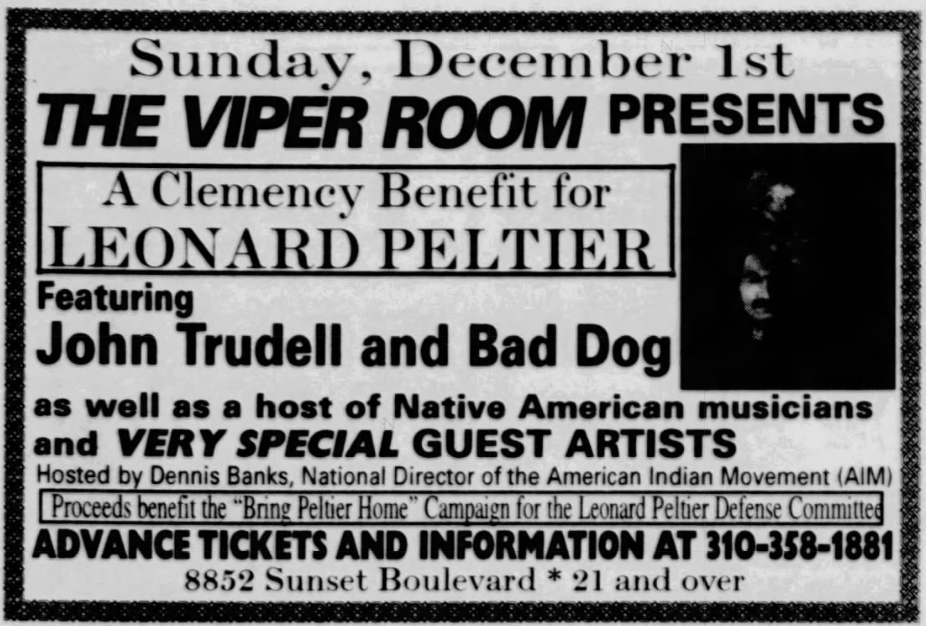 Sunday, December 1st
THE VIPER ROOM PRESENTS
A Clemency Benefit for
LEONARD PELTIER
Featuring
John Trudell and Bad Dog
as well as a host of Native American musicians
and VERY SPECIAL GUEST ARTISTS
Hosted by Dennis Banks, National Director of the American Indian Movement (AIM)
Proceeds benefit the "Bring Peltier Home" Campaign for the Leonard Peltier Defense Committee
ADVANCE TICKETS AND INFORMATION AT 310-358-1881
8852 Sunset Boulevard * 21 and over